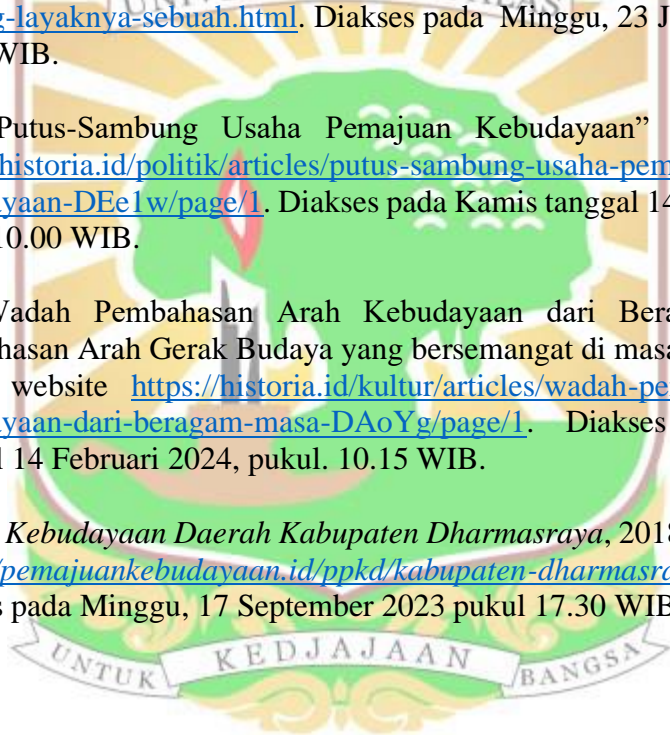 g-layaknya-sebuah.html. Diakses pada Minggu, 23 J
WIB.
Putus-Sambung Usaha Pemajuan Kebudayaan”
historia.id/politik/articles/putus-sambung-usaha-pem
yaan-DEe1w/page/1. Diakses pada Kamis tanggal 14
10.00 WIB.
Wadah Pembahasan Arah Kebudayaan dari Bera
hasan Arah Gerak Budaya yang bersemangat di masa
website https://historia.id/kultur/articles/wadah-pe
yaan-dari-beragam-masa-DAoYg/page/1. Diakses
l 14 Februari 2024, pukul. 10.15 WIB.
Kebudayaan Daerah Kabupaten Dharmasraya, 2018
/pemajuankebudayaan.id/ppkd/kabupaten-dharmasra
s pada Minggu, 17 September 2023 pukul 17.30 WIB
UNTUK KEDJAJAAN BANGSA